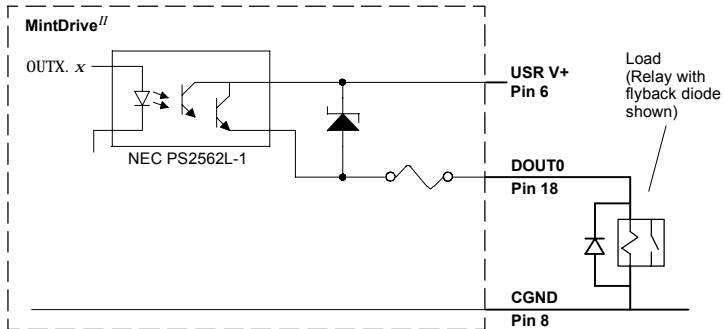 MintDrive II
OUTX. x
NEC PS2562L-1
USR V+
Pin 6
Load
(Relay with
flyback diode
shown)
DOUT0
Pin 18
CGND
Pin 8